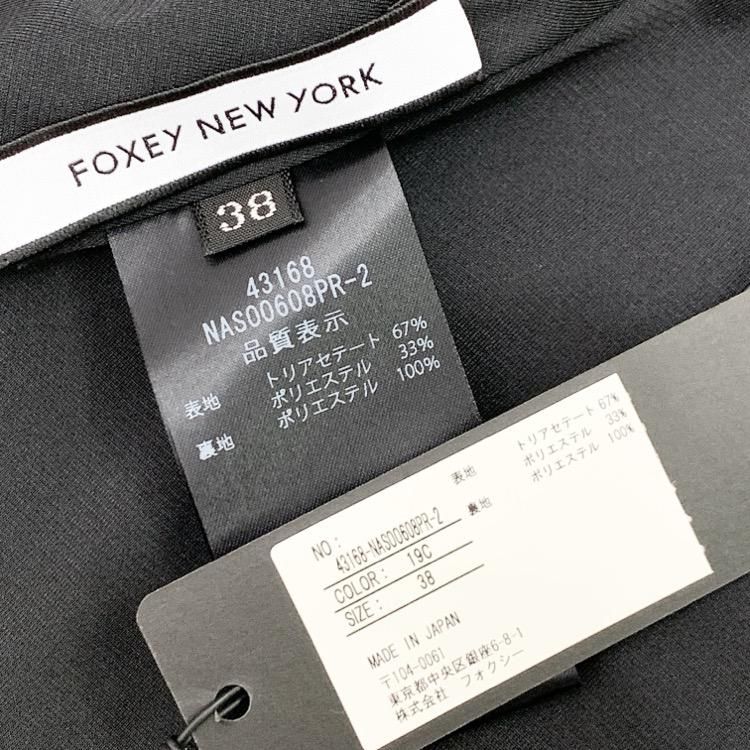 FOXEY NEW YORK
38
43168
NAS00608PR-2
品質表示
表地 トリアセテート 67%
ポリエステル 33%
裏地 ポリエステル 100%
表地 トリアセテート 67%
ポリエステル 33%
裏地 ポリエステル 100%
NO: 43168-NAS00608PR-2
COLOR: 19C
SIZE: 38
MADE IN JAPAN
〒104-0061
東京都中央区銀座6-8-1
株式会社 フォクシー